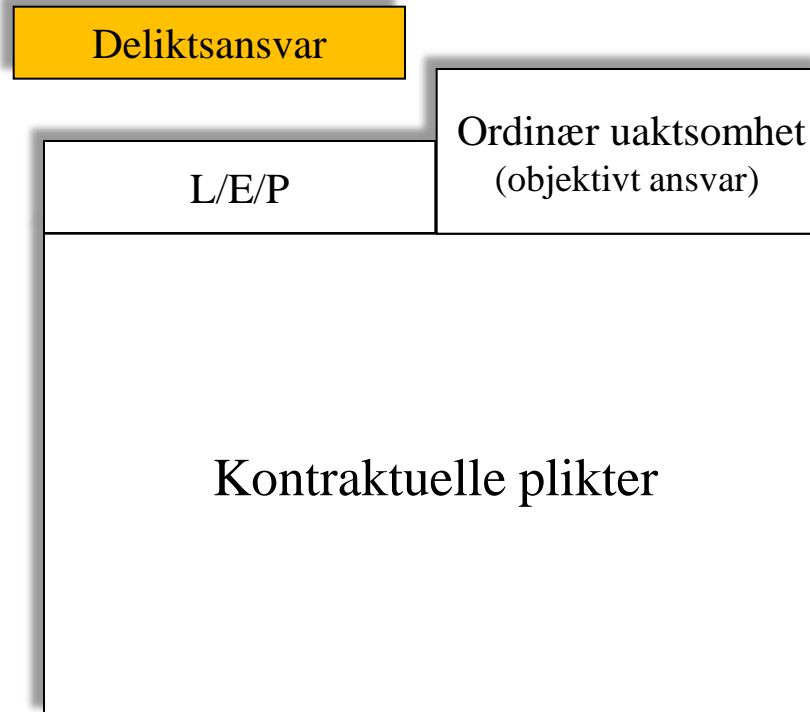 Deliktsansvar
Ordinær uaktsomhet
(objektivt ansvar)
L/E/P
Kontraktuelle plikter